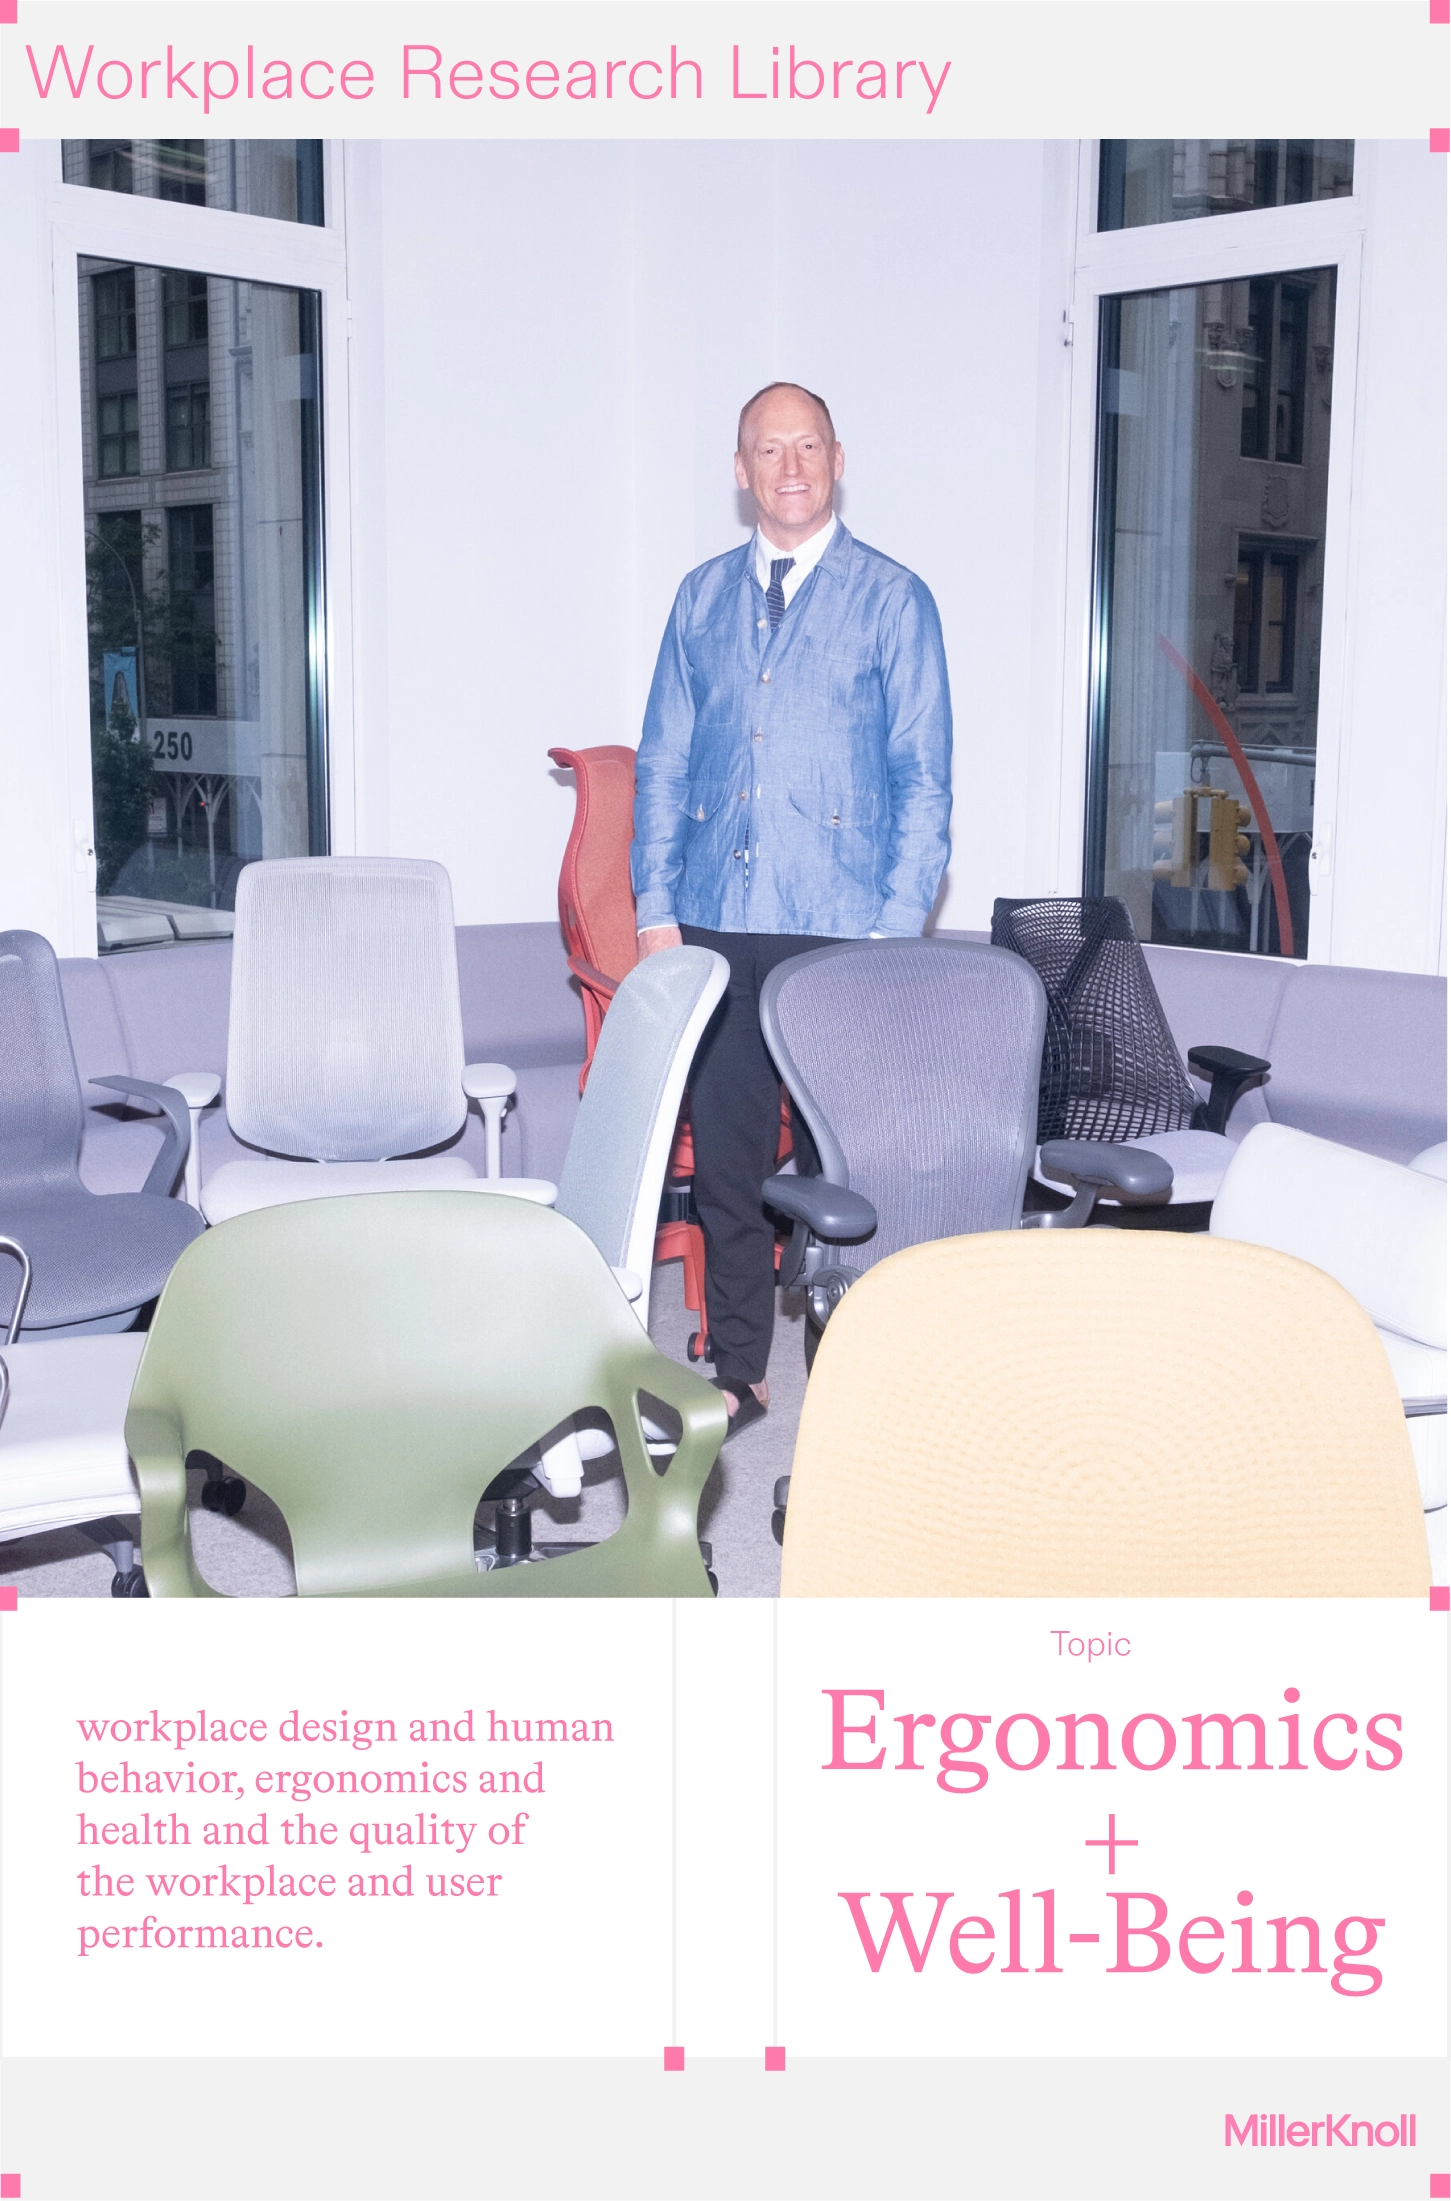 Workplace Research Library
250
workplace design and human
behavior, ergonomics and
health and the quality of
the workplace and user
performance.
Topic
Ergonomics
+
Well-Being
MillerKnoll